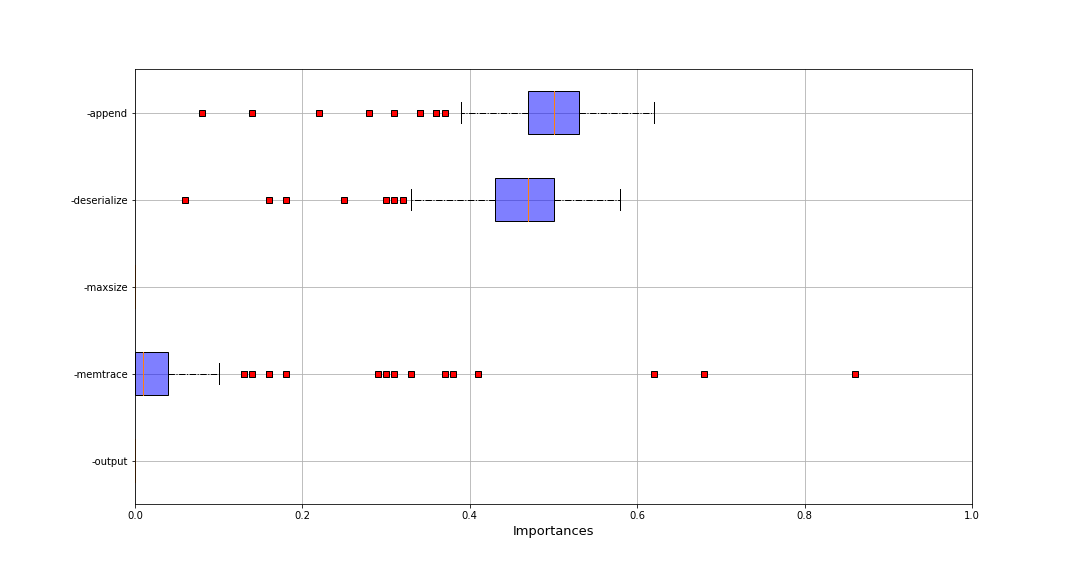 -append
-deserialize
-maxsize
-memtrace
-output
0.0 0.2 0.4 0.6 0.8 1.0
Importances